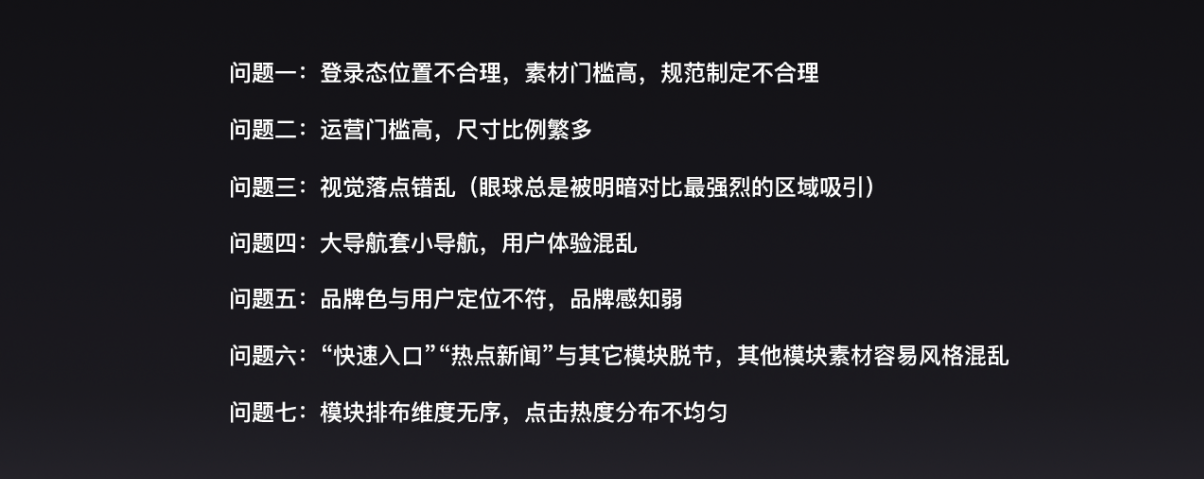 问题一：登录态位置不合理，素材门槛高，规范制定不合理
问题二：运营门槛高，尺寸比例繁多
问题三：视觉落点错乱（眼球总是被明暗对比最强烈的区域吸引）
问题四：大导航套小导航，用户体验混乱
问题五：品牌色与用户定位不符，品牌感知弱
问题六：“快速入口”“热点新闻”与其它模块脱节，其他模块素材容易风格混乱
问题七：模块排布维度无序，点击热度分布不均匀